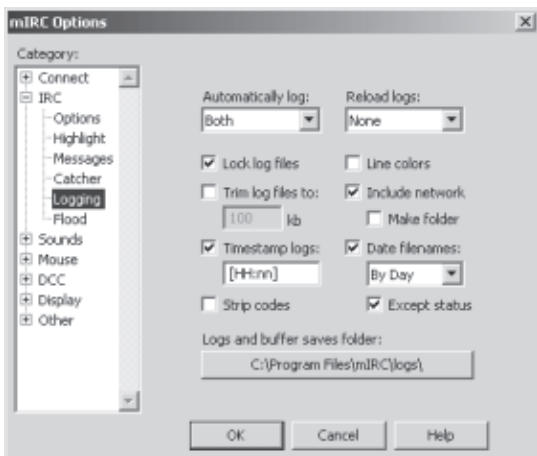 mIRC Options
Category:
Connect
IRC
Options
Highlight
Messages
Catcher
Logging
Flood
Sounds
Mouse
DCC
Display
Other
Automatically log:
Reload logs:
Both
None
Lock log files
Line colors
Trim log files to:
Include network
100 kb
Make folder
Timestamp logs:
Date filenames:
[HH:nn]
By Day
Strip codes
Except status
Logs and buffer saves folder:
C:\Program Files\mIRC\logs\
OK
Cancel
Help